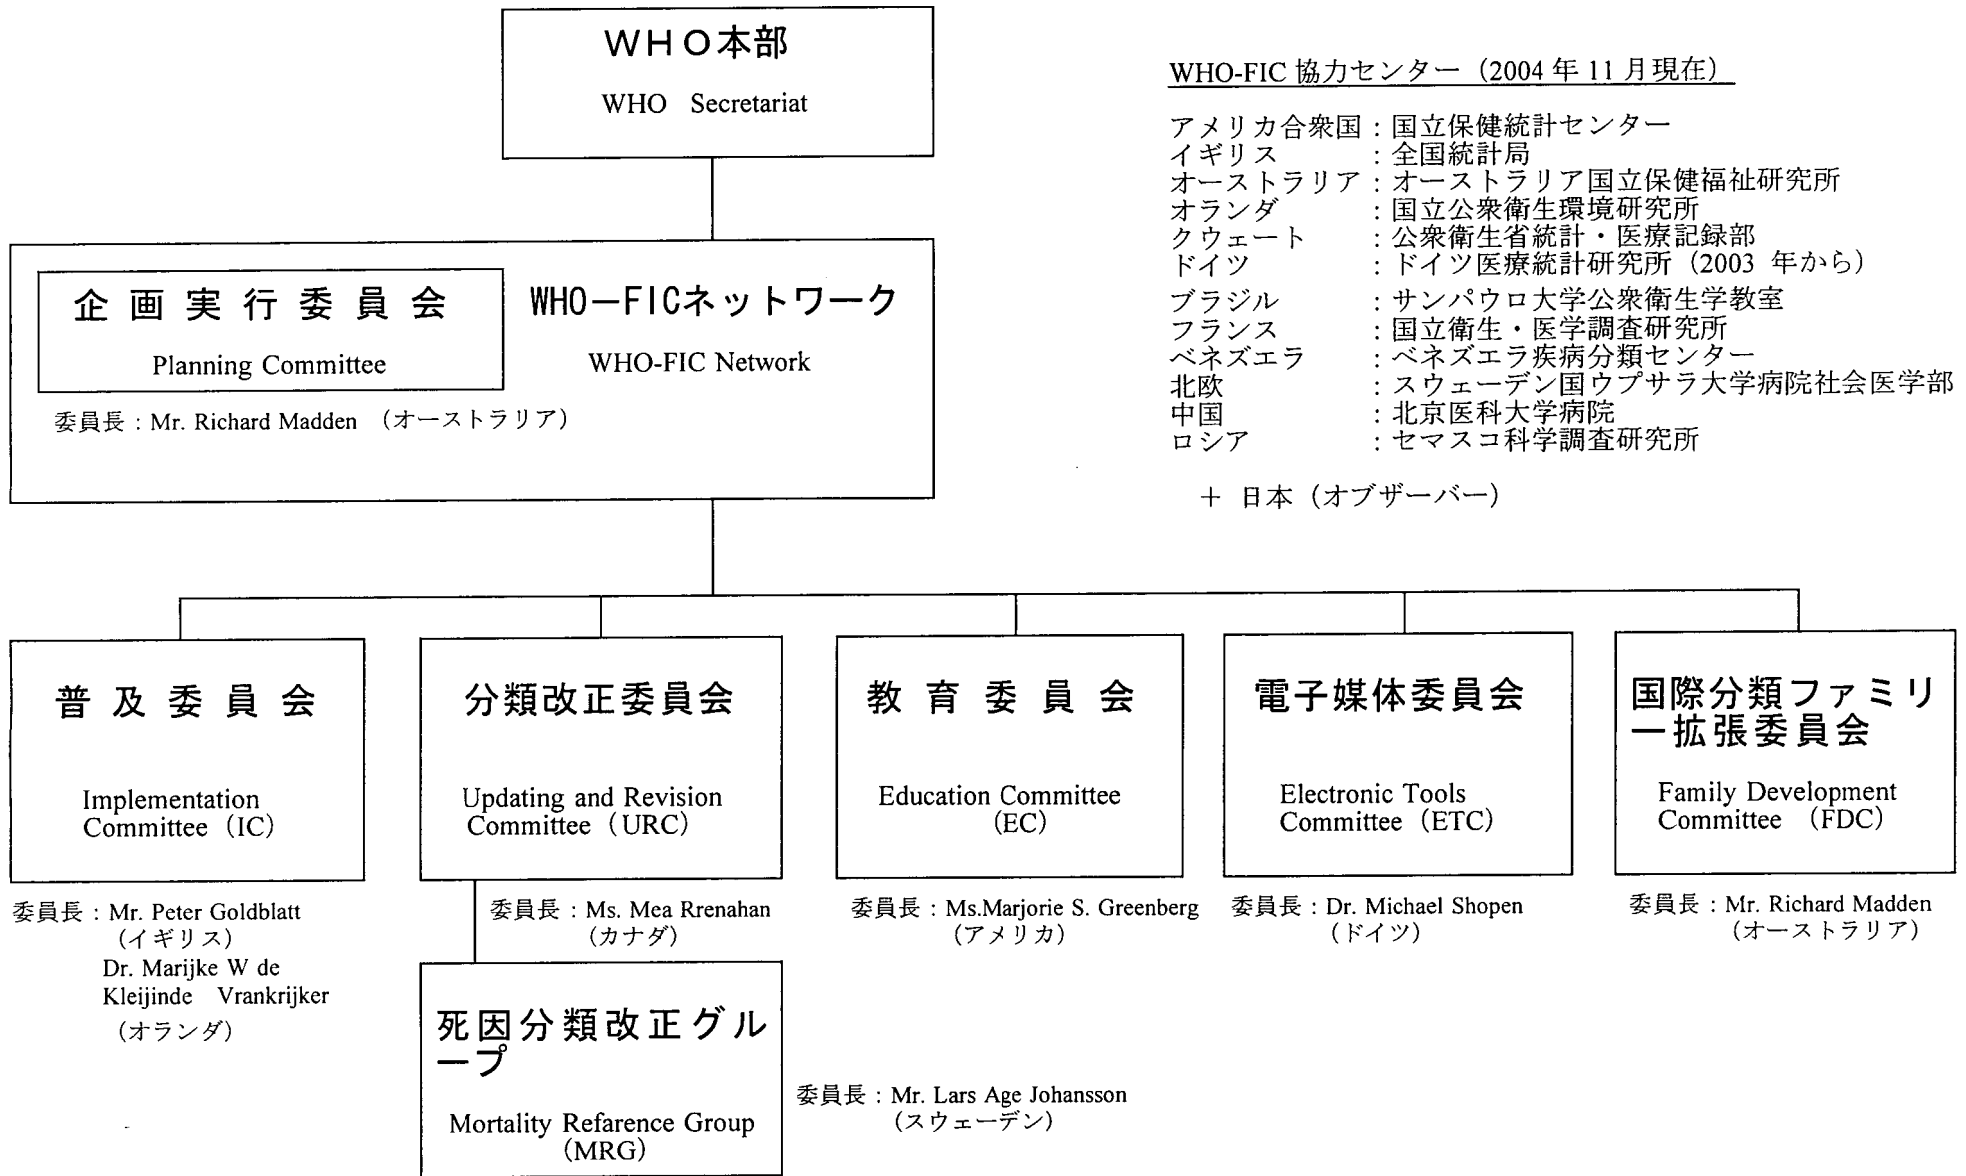 WHO本部
WHO Secretariat
企画実行委員会
Planning Committee
WHO－FICネットワーク
WHO-FIC Network
委員長：Mr. Richard Madden （オーストラリア）
WHO-FIC 協力センター（2004 年 11 月現在）
アメリカ合衆国：国立保健統計センター
イギリス：全国統計局
オーストラリア：オーストラリア国立保健福祉研究所
オランダ：国立公衆衛生環境研究所
クウェート：公衆衛生省統計・医療記録部
ドイツ：ドイツ医療統計研究所（2003 年から）
ブラジル：サンパウロ大学公衆衛生学教室
フランス：国立衛生・医学調査研究所
ベネズエラ：ベネズエラ疾病分類センター
北欧：スウェーデン国ウプサラ大学病院社会医学部
中国：北京医科大学病院
ロシア：セマスコ科学調査研究所
＋ 日本（オブザーバー）
普及委員会
Implementation
Committee（IC）
委員長：Mr. Peter Goldblatt
（イギリス）
Dr. Marijke W de
Kleijinde Vrankrijker
（オランダ）
分類改正委員会
Updating and Revision
Committee（URC）
委員長：Ms. Mea Rrenahan
（カナダ）
死因分類改正グル
ープ
Mortality Refarance Group
（MRG）
委員長：Mr. Lars Age Johansson
（スウェーデン）
教育委員会
Education Committee
（EC）
委員長：Ms.Marjorie S. Greenberg
（アメリカ）
電子媒体委員会
Electronic Tools
Committee（ETC）
委員長：Dr. Michael Shopen
（ドイツ）
国際分類ファミリ
ー拡張委員会
Family Development
Committee （FDC）
委員長：Mr. Richard Madden
（オーストラリア）